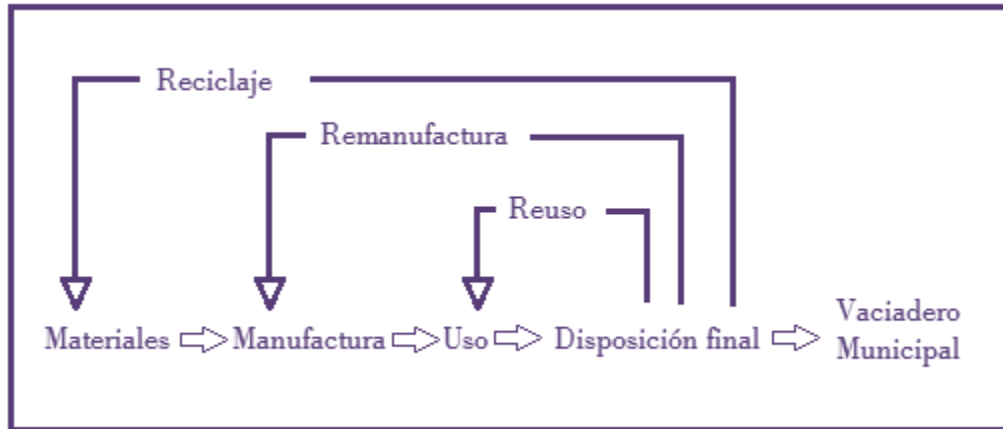 Reciclaje
Remanufactura
Reuso
Materiales
Manufactura
Uso
Disposición final
Vaciadero
Municipal